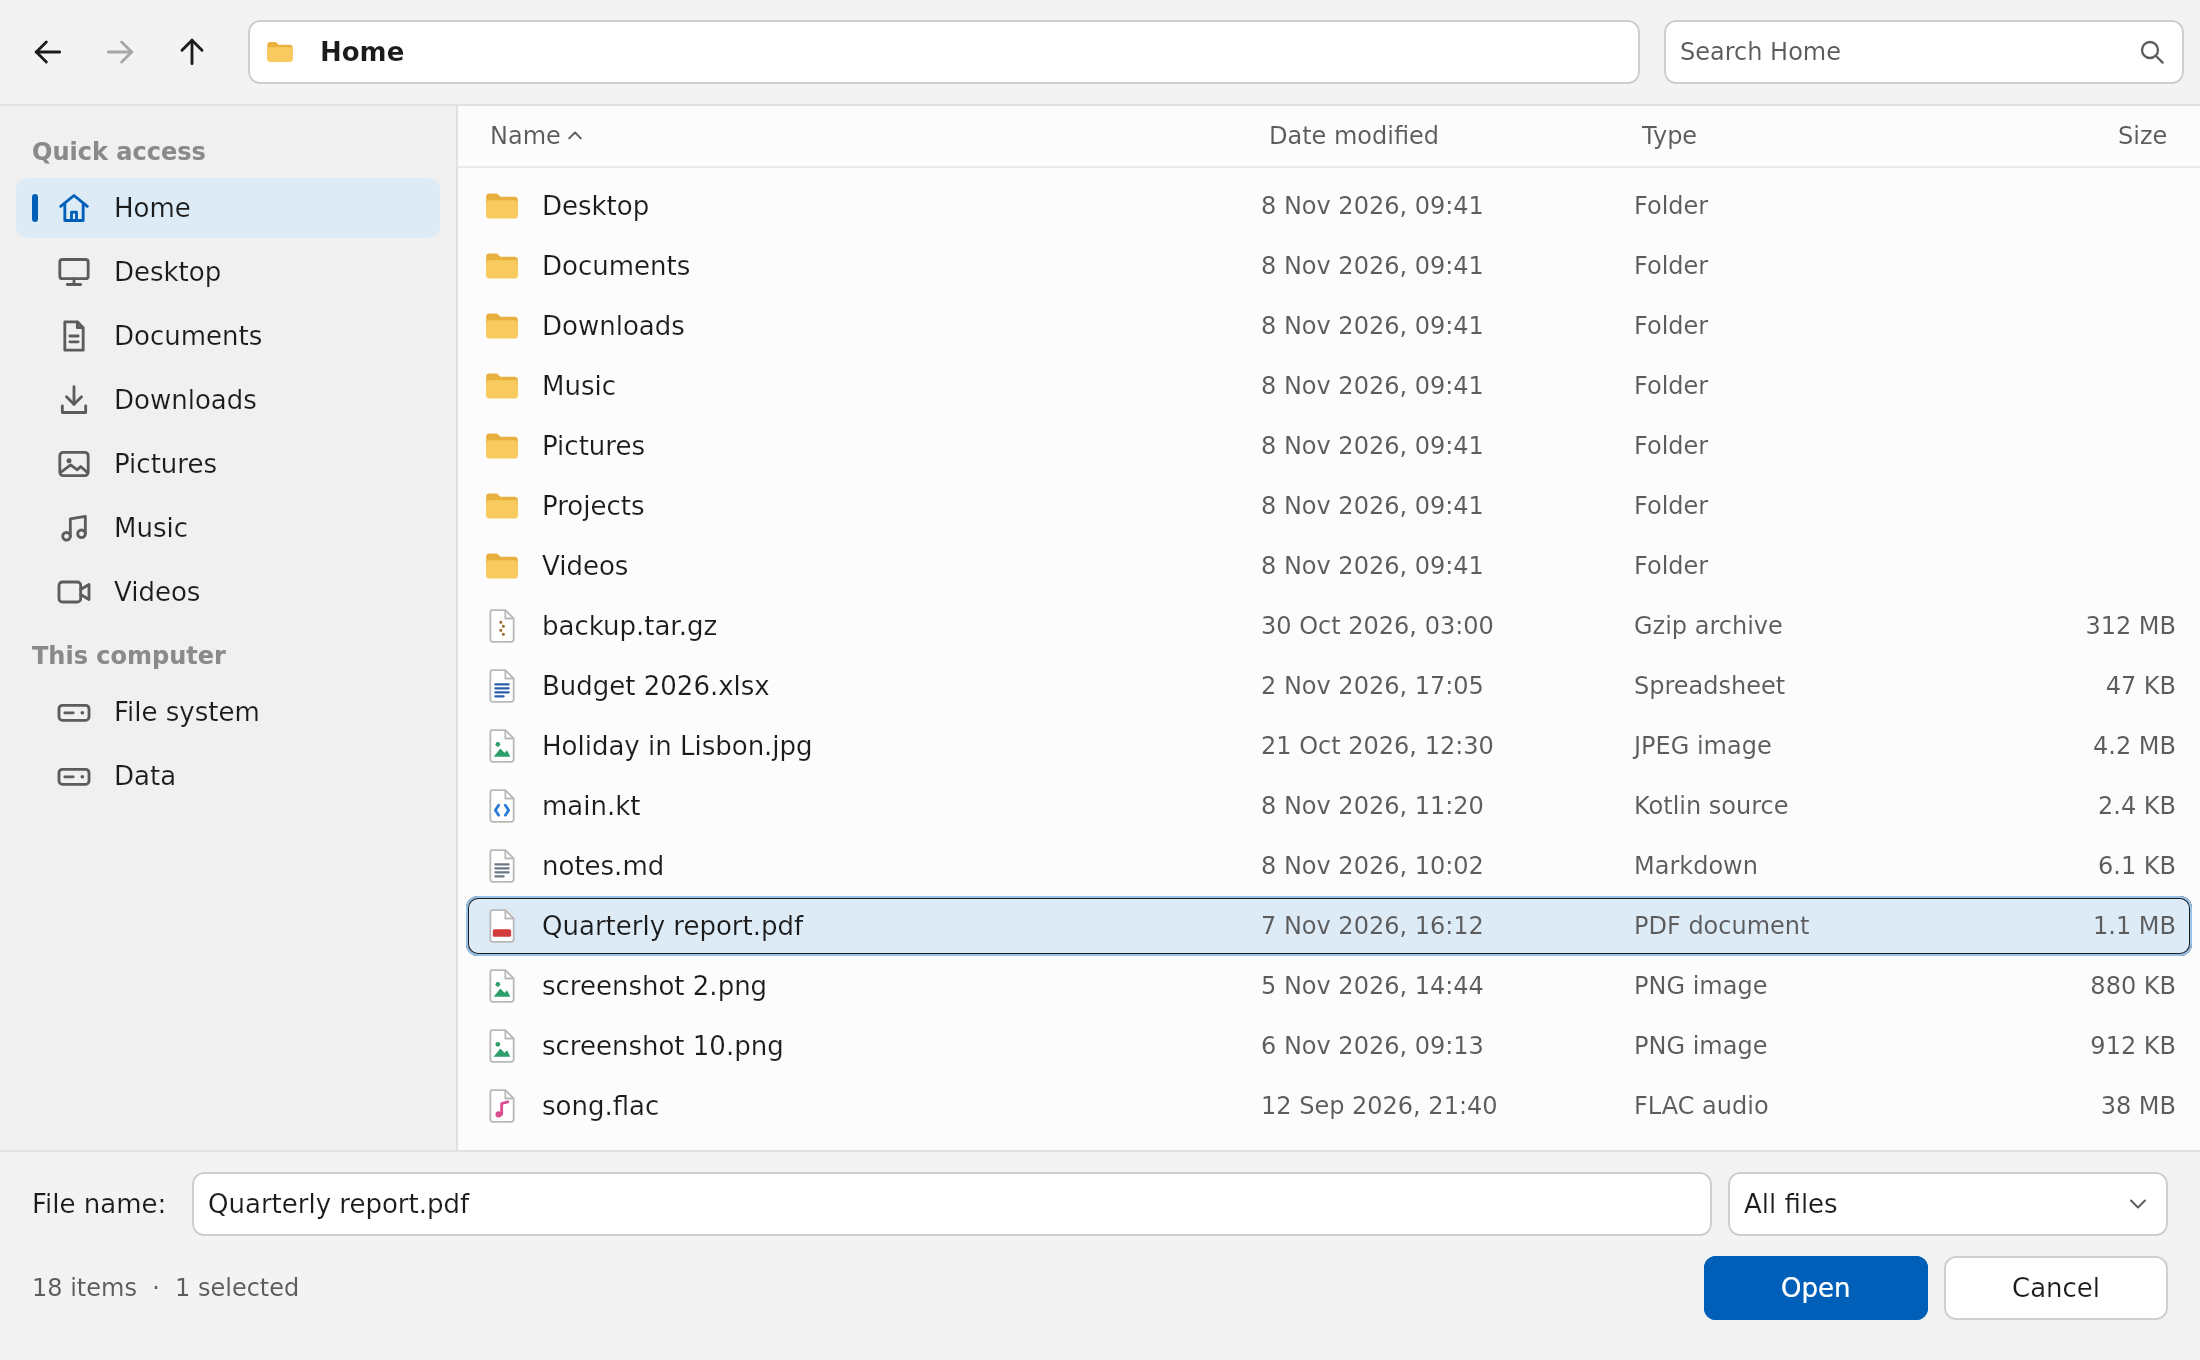 Home
Search Home
Quick access
Home
Desktop
Documents
Downloads
Pictures
Music
Videos
This computer
File system
Data
Name Date modified Type Size
Desktop 8 Nov 2026, 09:41 Folder
Documents 8 Nov 2026, 09:41 Folder
Downloads 8 Nov 2026, 09:41 Folder
Music 8 Nov 2026, 09:41 Folder
Pictures 8 Nov 2026, 09:41 Folder
Projects 8 Nov 2026, 09:41 Folder
Videos 8 Nov 2026, 09:41 Folder
backup.tar.gz 30 Oct 2026, 03:00 Gzip archive 312 MB
Budget 2026.xlsx 2 Nov 2026, 17:05 Spreadsheet 47 KB
Holiday in Lisbon.jpg 21 Oct 2026, 12:30 JPEG image 4.2 MB
main.kt 8 Nov 2026, 11:20 Kotlin source 2.4 KB
notes.md 8 Nov 2026, 10:02 Markdown 6.1 KB
Quarterly report.pdf 7 Nov 2026, 16:12 PDF document 1.1 MB
screenshot 2.png 5 Nov 2026, 14:44 PNG image 880 KB
screenshot 10.png 6 Nov 2026, 09:13 PNG image 912 KB
song.flac 12 Sep 2026, 21:40 FLAC audio 38 MB
File name: Quarterly report.pdf All files
18 items · 1 selected
Open Cancel